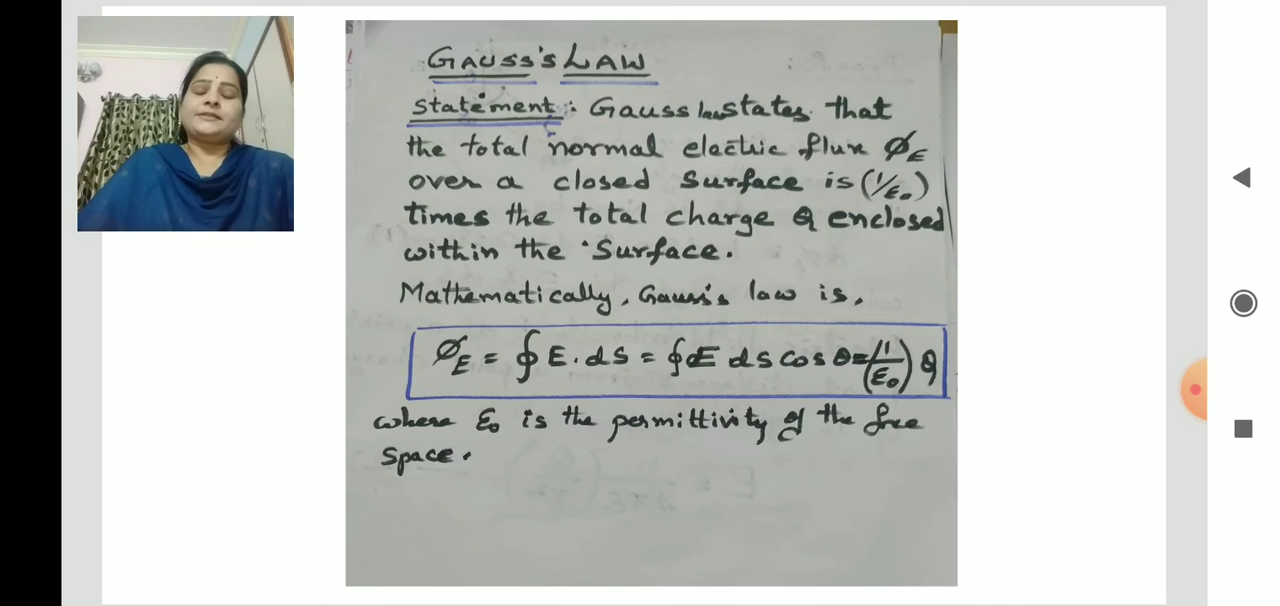 GAUSS'S LAW
Statement : Gauss law states that
the total normal electric flux ØE
over a closed Surface is (1/ε₀)
times the total charge Q enclosed
within the Surface.
Mathematically, Gauss's law is,
ØE = ∮ E. ds = ∮ E ds cos θ = (1/ε₀) Q
where ε₀ is the permittivity of the free
space.